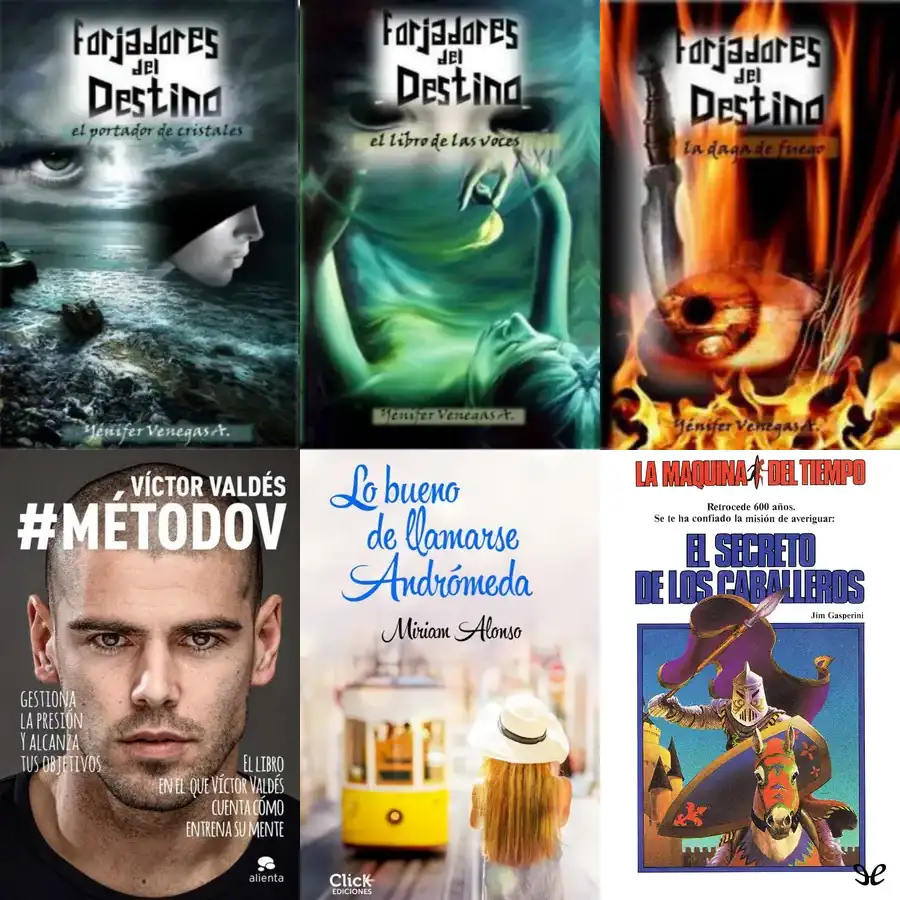 Forjadores
del
Destino
el portador de cristales
Yénifer Venegas A.
Forjadores
del
Destino
el libro de las voces
Yénifer Venegas A.
Forjadores
del
Destino
la daga de fuego
Yénifer Venegas A.
VÍCTOR VALDÉS
#MÉTODOV
GESTIONA
LA PRESIÓN
Y ALCANZA
TUS OBJETIVOS
EL LIBRO
EN EL QUE VÍCTOR VALDÉS
CUENTA CÓMO
ENTRENA SU MENTE
alienta
Lo bueno
de llamarse
Andrómeda
Miriam Alonso
Click
EDICIONES
LA MAQUINA DEL TIEMPO
Retrocede 600 años.
Se te ha confiado la misión de averiguar:
EL SECRETO
DE LOS CABALLEROS
Jim Gasperini